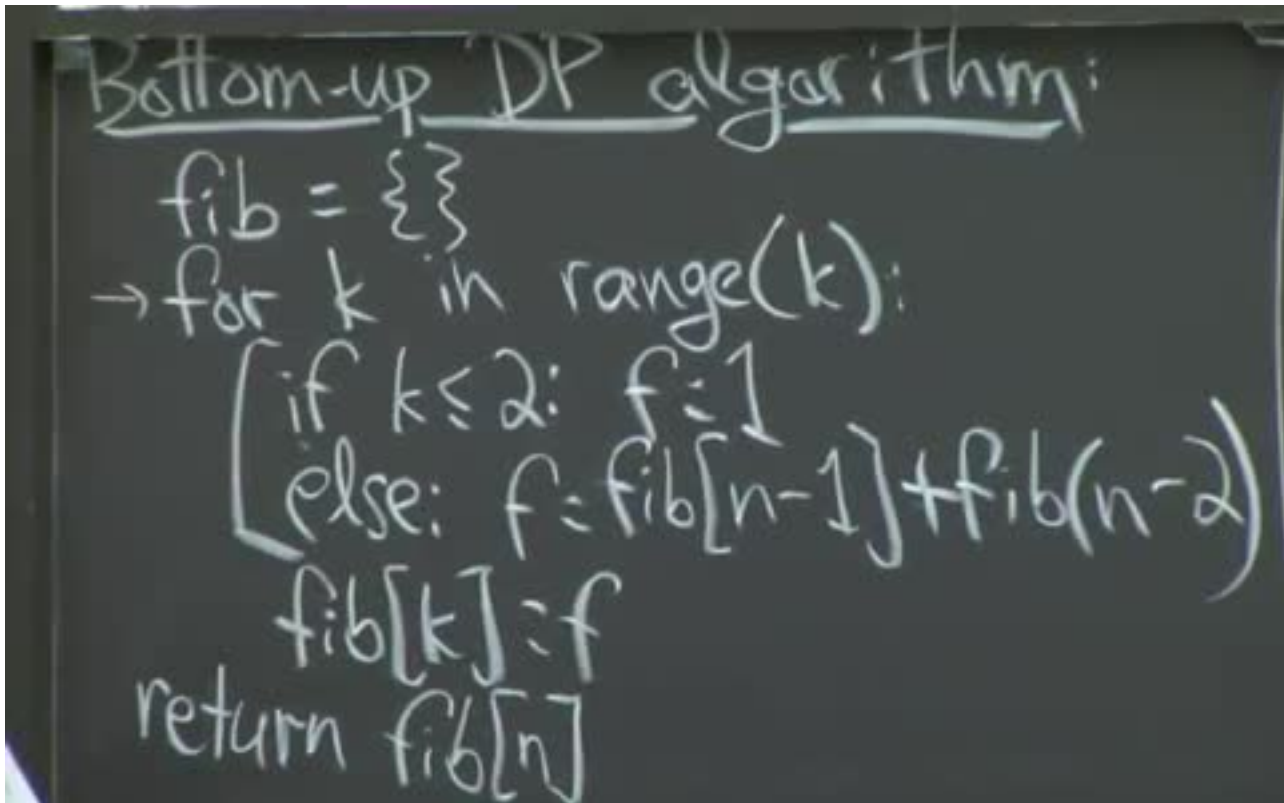 Bottom-up DP algorithm:
fib = {}
→ for k in range(k):
if k ≤ 2: f = 1
else: f = fib[n-1] + fib(n-2)
fib[k] = f
return fib[n]